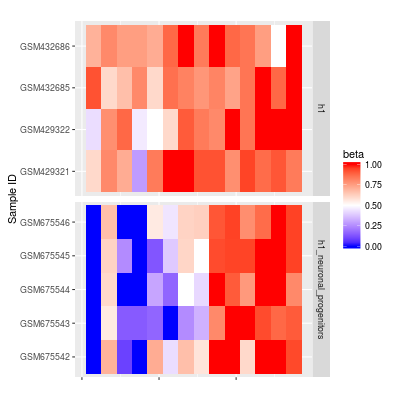 Sample ID
GSM432686
GSM432685
GSM429322
GSM429321
h1
GSM675546
GSM675545
GSM675544
GSM675543
GSM675542
h1_neuronal_progenitors
beta
1.00
0.75
0.50
0.25
0.00